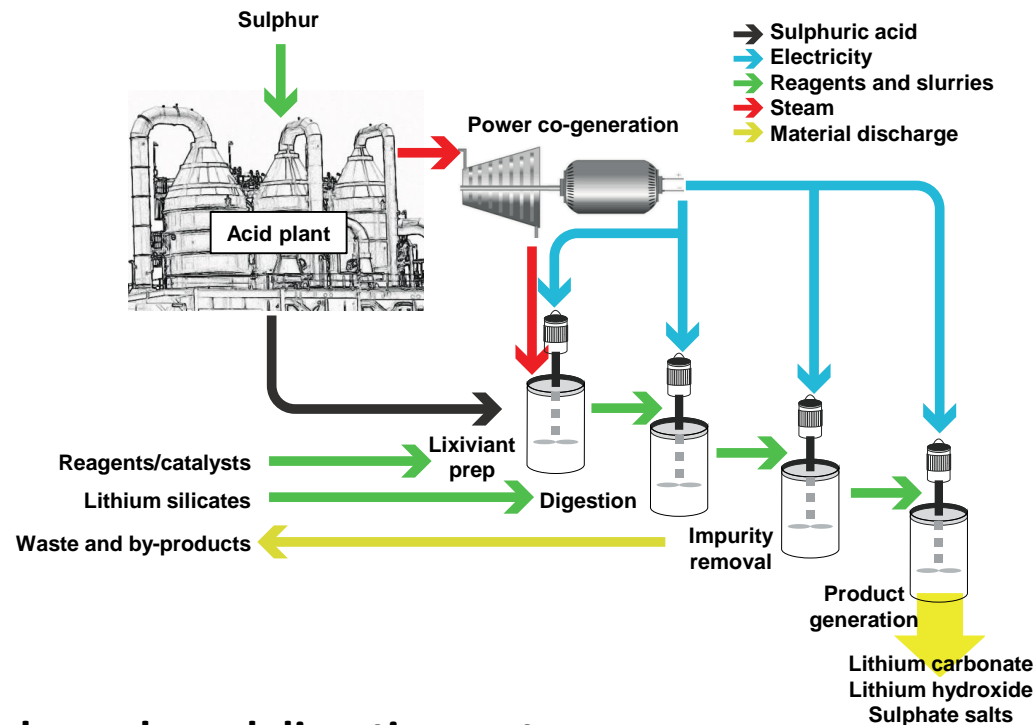 Sulphur
Sulphuric acid
Electricity
Reagents and slurries
Steam
Material discharge
Power co-generation
Acid plant
Lixiviant
prep
Reagents/catalysts
Lithium silicates
Digestion
Waste and by-products
Impurity
removal
Product
generation
Lithium carbonate
Lithium hydroxide
Sulphate salts